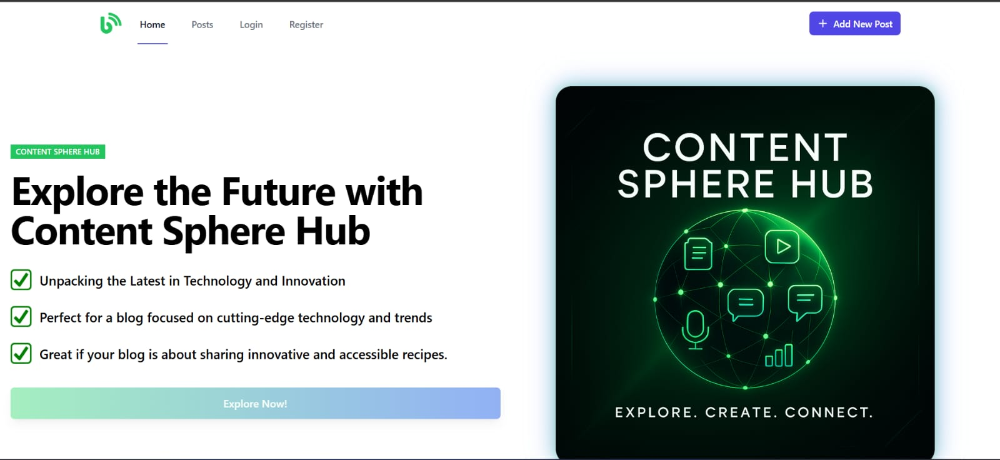 Home
Posts
Login
Register
Add New Post
CONTENT SPHERE HUB
Explore the Future with
Content Sphere Hub
Unpacking the Latest in Technology and Innovation
Perfect for a blog focused on cutting-edge technology and trends
Great if your blog is about sharing innovative and accessible recipes.
Explore Now!
CONTENT
SPHERE HUB
EXPLORE. CREATE. CONNECT.